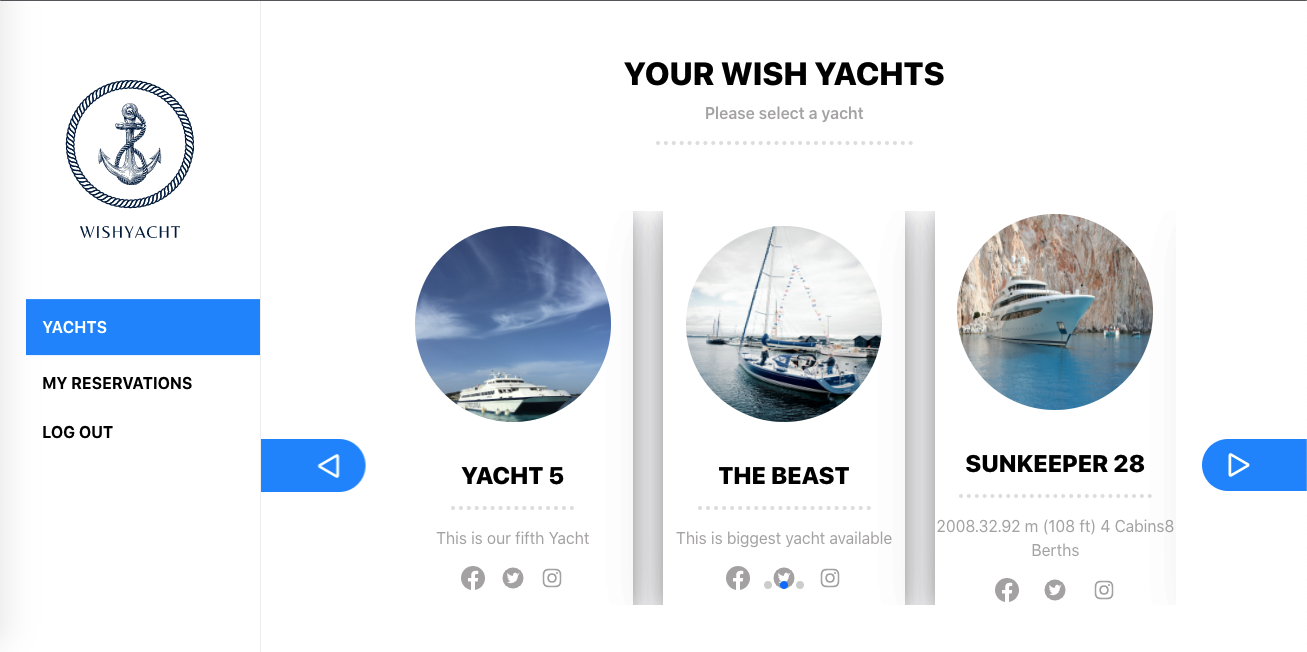 WISHYACHT
YACHTS
MY RESERVATIONS
LOG OUT
YOUR WISH YACHTS
Please select a yacht
YACHT 5
This is our fifth Yacht
THE BEAST
This is biggest yacht available
SUNKEEPER 28
2008.32.92 m (108 ft) 4 Cabins8
Berths